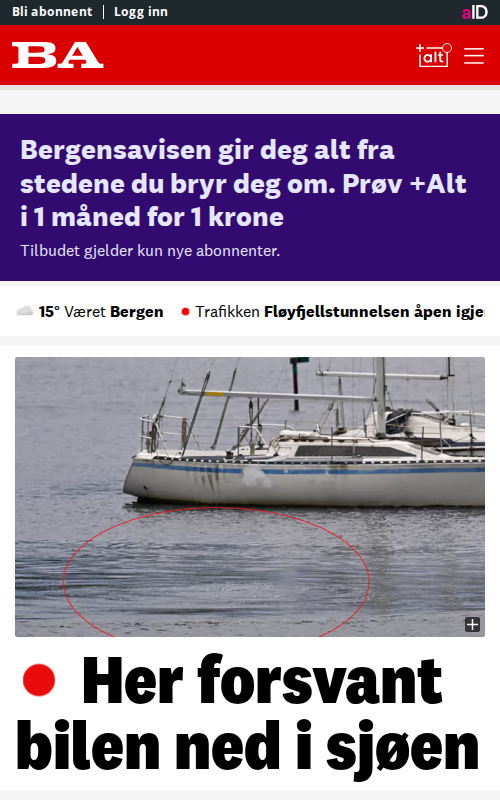 Bli abonnent
Logg inn
aID
BA
+alt
Bergensavisen gir deg alt fra
stedene du bryr deg om. Prøv +Alt
i 1 måned for 1 krone
Tilbudet gjelder kun nye abonnenter.
15° Været Bergen
Trafikken Fløyfjellstunnelsen åpen igje
Her forsvant
bilen ned i sjøen